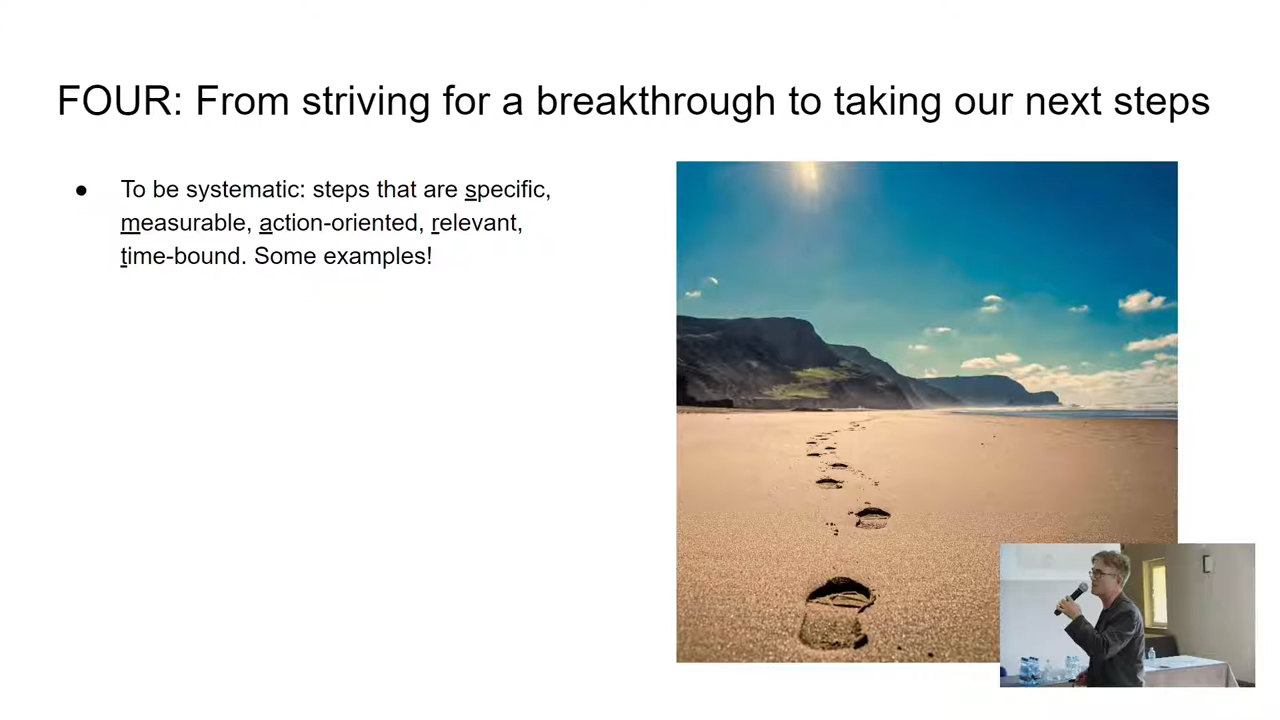 FOUR: From striving for a breakthrough to taking our next steps
● To be systematic: steps that are specific,
measurable, action-oriented, relevant,
time-bound. Some examples!